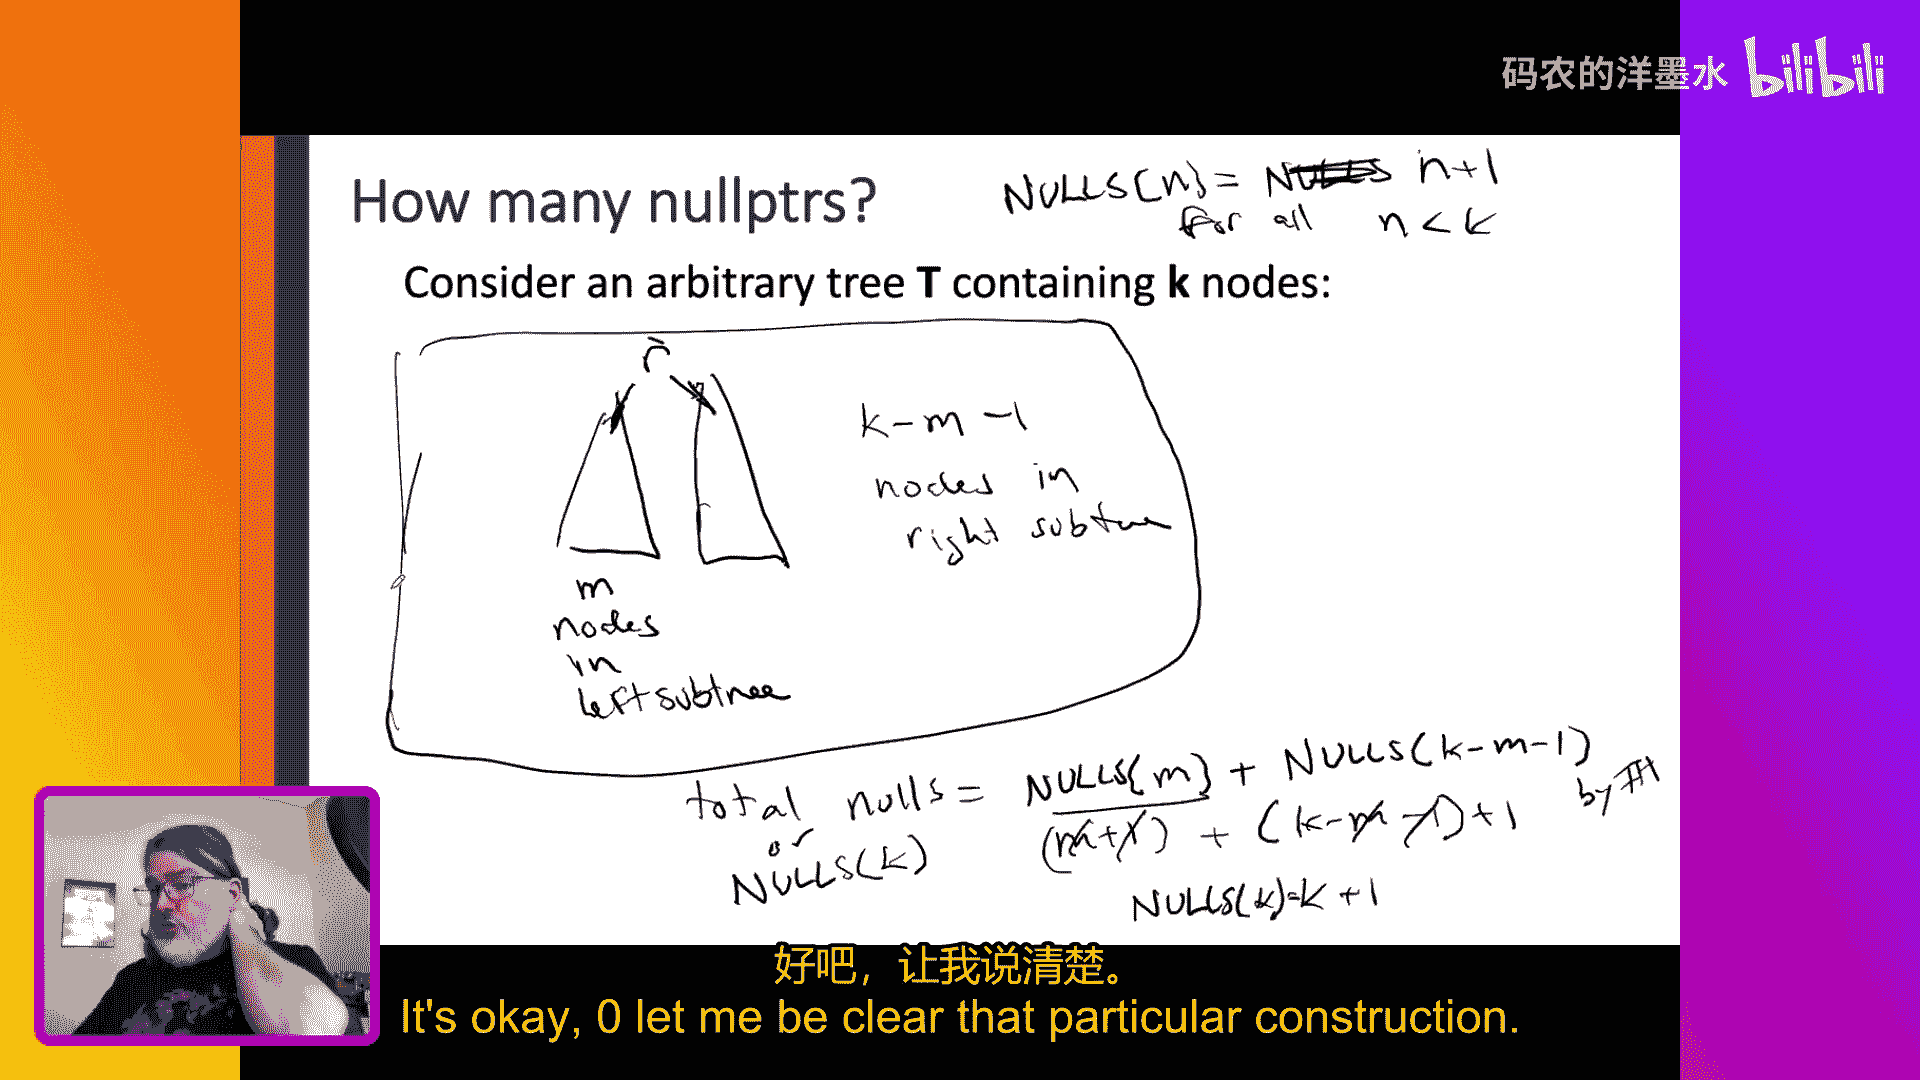 码农的洋墨水 bilibili
How many nullptrs?
NULLS(n) = n+1
for all n < k
Consider an arbitrary tree T containing k nodes:
r
k-m-1
nodes in
right subtree
m
nodes
in
left subtree
total nulls = NULLS(m) + NULLS(k-m-1)
by IH
or
(m+1) + (k-m-1)+1
NULLS(k)
NULLS(k)=k+1
好吧，让我说清楚。
It's okay, 0 let me be clear that particular construction.